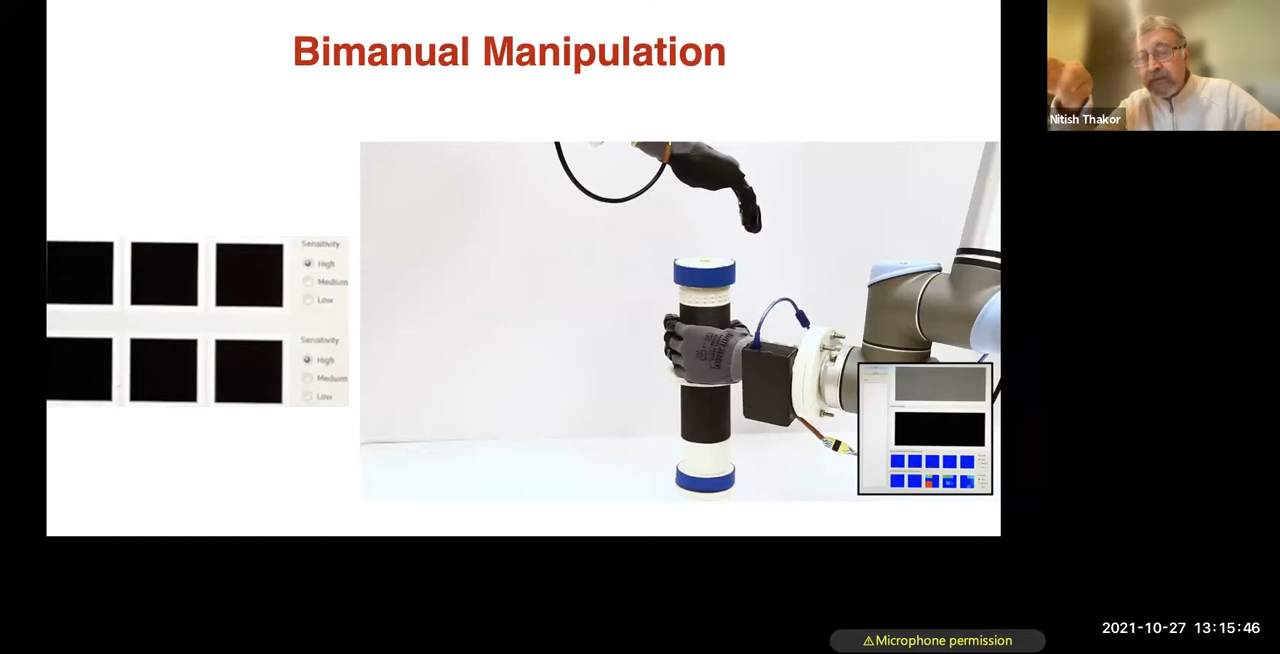 Bimanual Manipulation
Nitish Thakor
Sensitivity
High
Medium
Low
Sensitivity
High
Medium
Low
⚠Microphone permission
2021-10-27 13:15:46